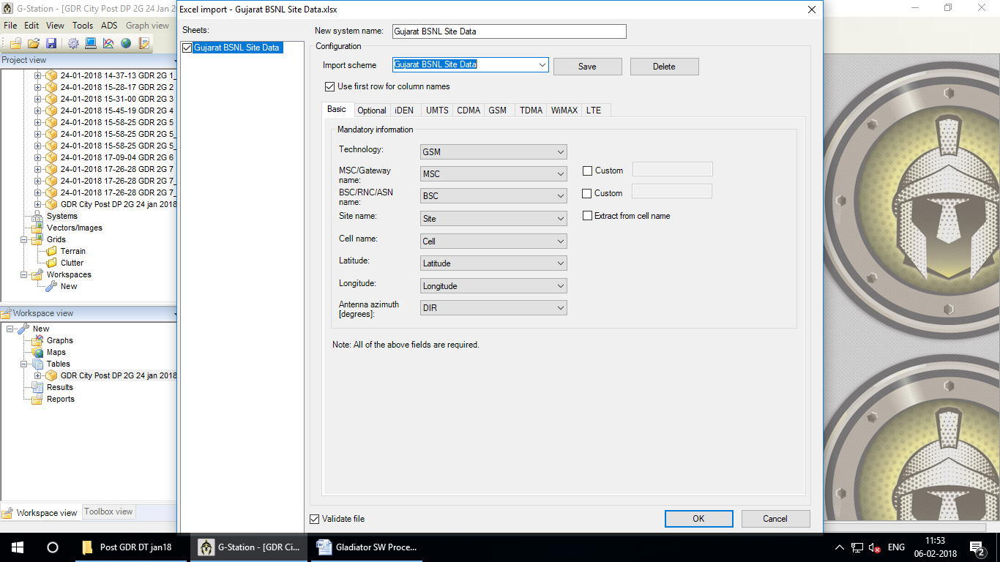 G-Station - [GDR City Post DP 2G 24 Jan 20
File Edit View Tools ADS Graph view
Project view
24-01-2018 14-37-13 GDR 2G 1_
24-01-2018 15-28-17 GDR 2G 2
24-01-2018 15-31-00 GDR 2G 3
24-01-2018 15-45-19 GDR 2G 4
24-01-2018 15-58-25 GDR 2G 5
24-01-2018 15-58-25 GDR 2G 5_
24-01-2018 15-58-25 GDR 2G 5_
24-01-2018 17-09-04 GDR 2G 6
24-01-2018 17-26-28 GDR 2G 7
24-01-2018 17-26-28 GDR 2G 7_
24-01-2018 17-26-28 GDR 2G 7_
GDR City Post DP 2G 24 jan 2018
Systems
Vectors/Images
Grids
Terrain
Clutter
Workspaces
New
Workspace view
New
Graphs
Maps
Tables
GDR City Post DP 2G 24 jan 2018
Results
Reports
Workspace view Toolbox view
Excel import - Gujarat BSNL Site Data.xlsx
Sheets:
Gujarat BSNL Site Data
New system name: Gujarat BSNL Site Data
Configuration
Import scheme Gujarat BSNL Site Data Save Delete
Use first row for column names
Basic Optional iDEN UMTS CDMA GSM TDMA WiMAX LTE
Mandatory information
Technology: GSM
MSC/Gateway
name: MSC Custom
BSC/RNC/ASN
name: BSC Custom
Site name: Site Extract from cell name
Cell name: Cell
Latitude: Latitude
Longitude: Longitude
Antenna azimuth
[degrees]: DIR
Note: All of the above fields are required.
Validate file OK Cancel
Post GDR DT jan18 G-Station - [GDR Ci... Gladiator SW Proce... ENG 11:53
06-02-2018 2